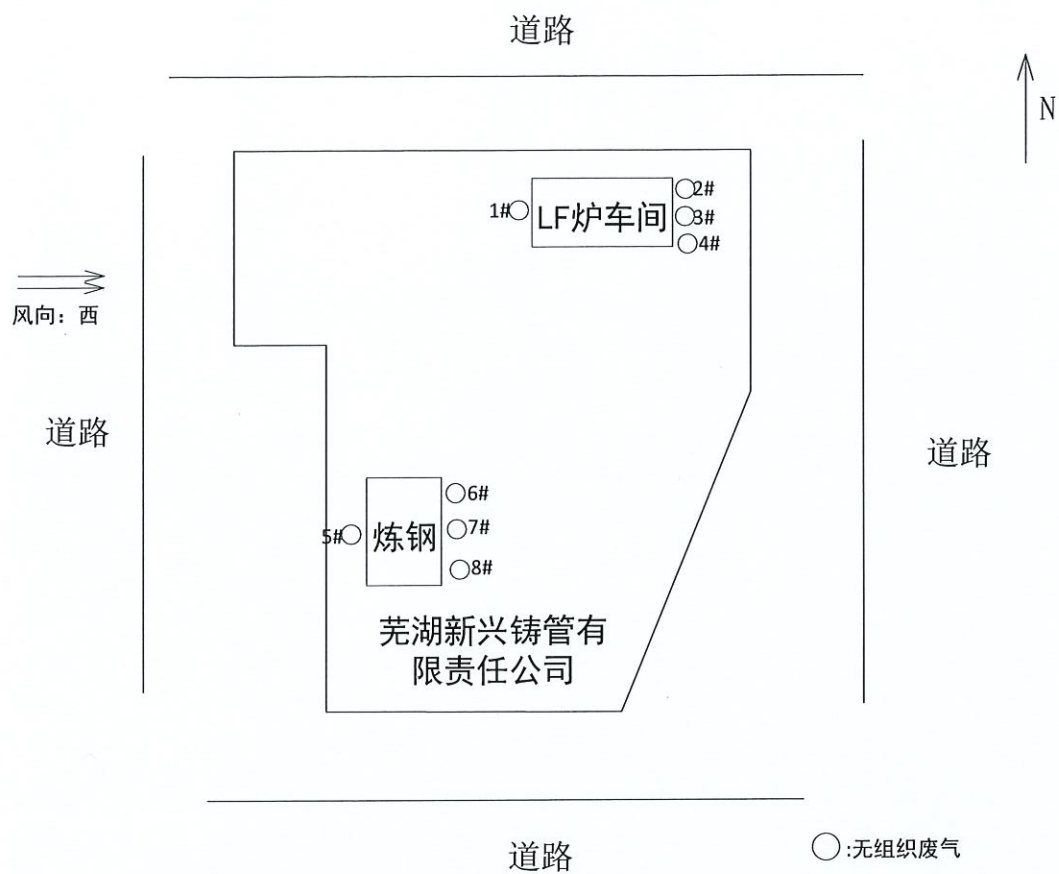 道路
N
1#
LF炉车间
2#
3#
4#
风向：西
道路
道路
5#
炼钢
6#
7#
8#
芜湖新兴铸管有
限责任公司
道路
○:无组织废气